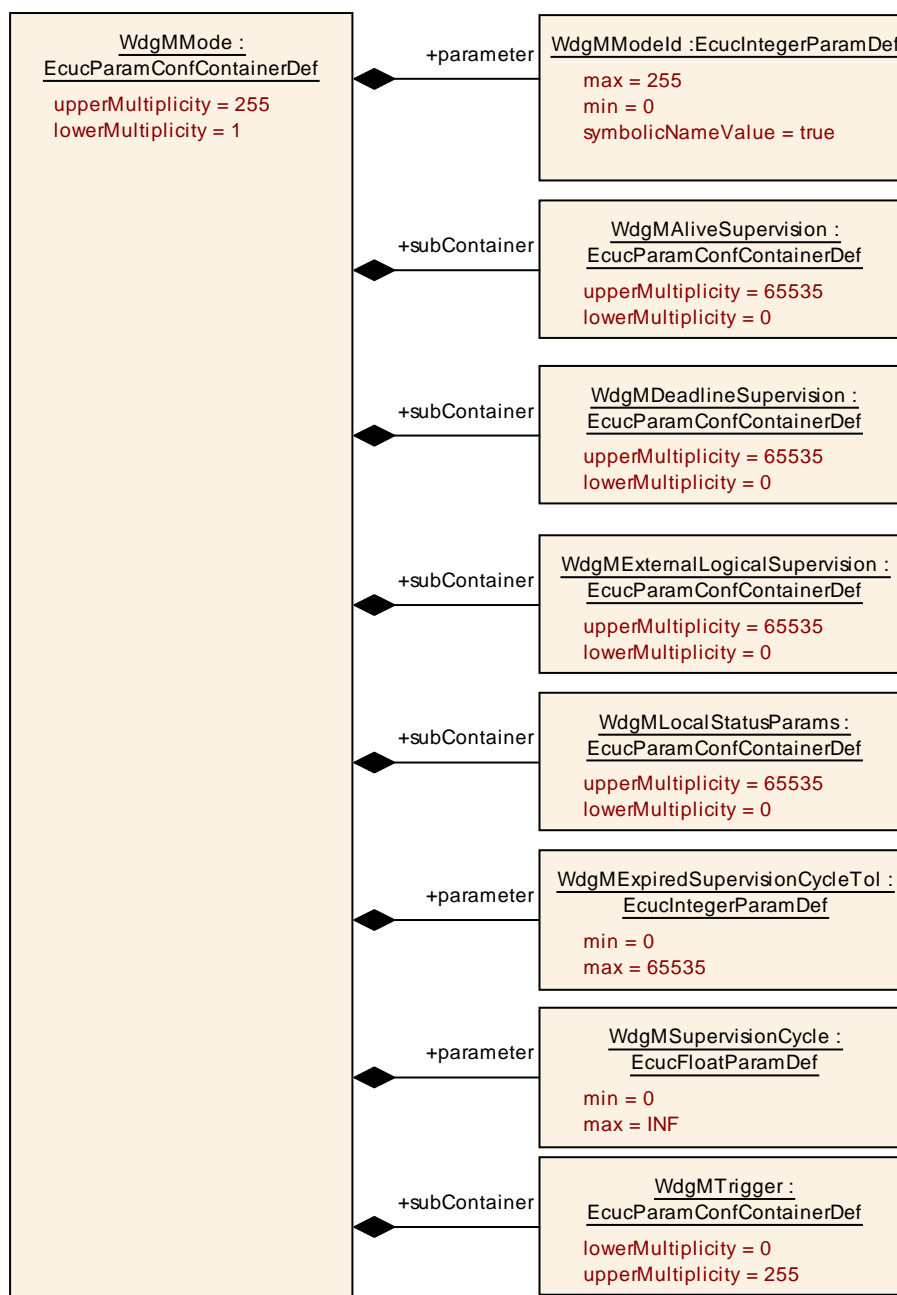 WdgMMode :
EcucParamConfContainerDef
upperMultiplicity = 255
lowerMultiplicity = 1
+parameter
WdgMModeId :EcucIntegerParamDef
max = 255
min = 0
symbolicNameValue = true
+subContainer
WdgMAliveSupervision :
EcucParamConfContainerDef
upperMultiplicity = 65535
lowerMultiplicity = 0
+subContainer
WdgMDeadlineSupervision :
EcucParamConfContainerDef
upperMultiplicity = 65535
lowerMultiplicity = 0
+subContainer
WdgMExternalLogicalSupervision :
EcucParamConfContainerDef
upperMultiplicity = 65535
lowerMultiplicity = 0
+subContainer
WdgMLocalStatusParams :
EcucParamConfContainerDef
upperMultiplicity = 65535
lowerMultiplicity = 0
+parameter
WdgMExpiredSupervisionCycleTol :
EcucIntegerParamDef
min = 0
max = 65535
+parameter
WdgMSupervisionCycle :
EcucFloatParamDef
min = 0
max = INF
+subContainer
WdgMTrigger :
EcucParamConfContainerDef
lowerMultiplicity = 0
upperMultiplicity = 255